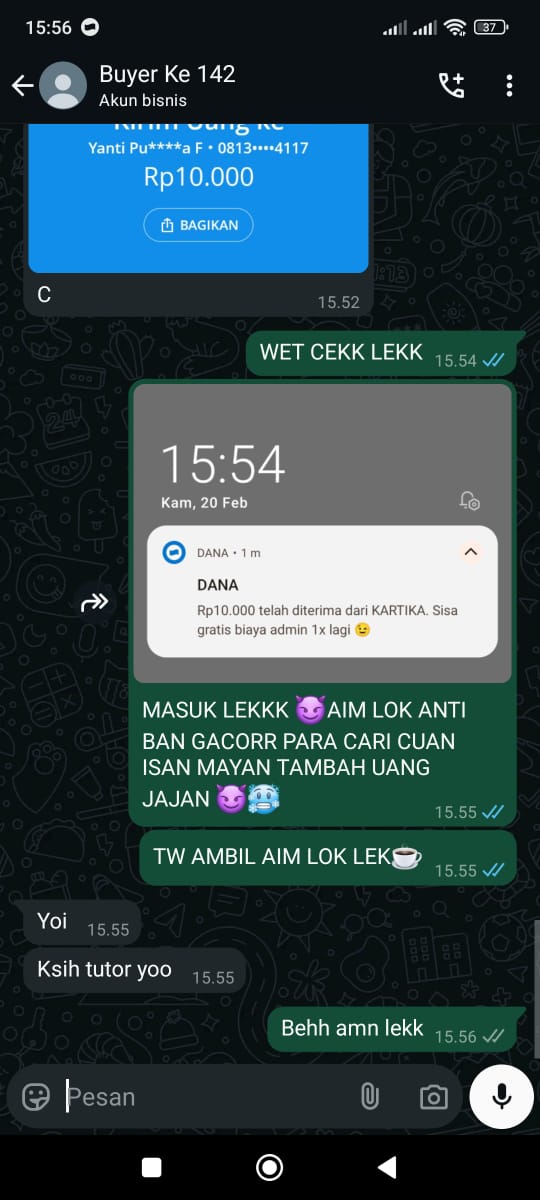 15:56
37
Buyer Ke 142
Akun bisnis
Kirim Uang ke
Yanti Pu****a F • 0813••••4117
Rp10.000
BAGIKAN
C
15.52
WET CEKK LEKK
15.54
15:54
Kam, 20 Feb
DANA • 1 m
DANA
Rp10.000 telah diterima dari KARTIKA. Sisa
gratis biaya admin 1x lagi 😉
MASUK LEKKK 😈AIM LOK ANTI
BAN GACORR PARA CARI CUAN
ISAN MAYAN TAMBAH UANG
JAJAN 😈🥶
15.55
TW AMBIL AIM LOK LEK☕
15.55
Yoi
15.55
Ksih tutor yoo
15.55
Behh amn lekk
15.56
Pesan